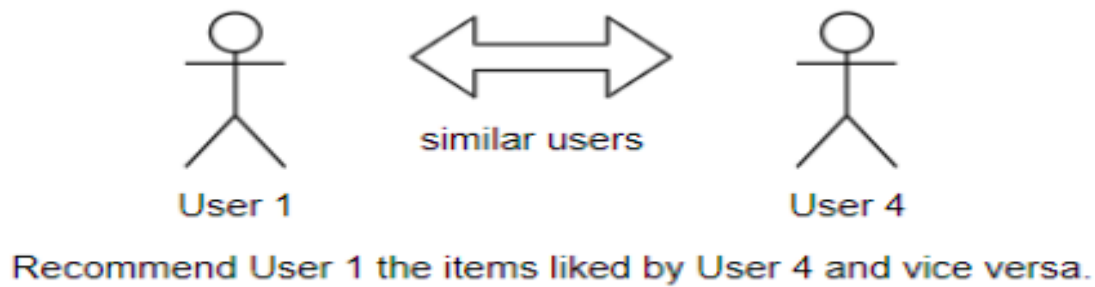 similar users
User 1
User 4
Recommend User 1 the items liked by User 4 and vice versa.